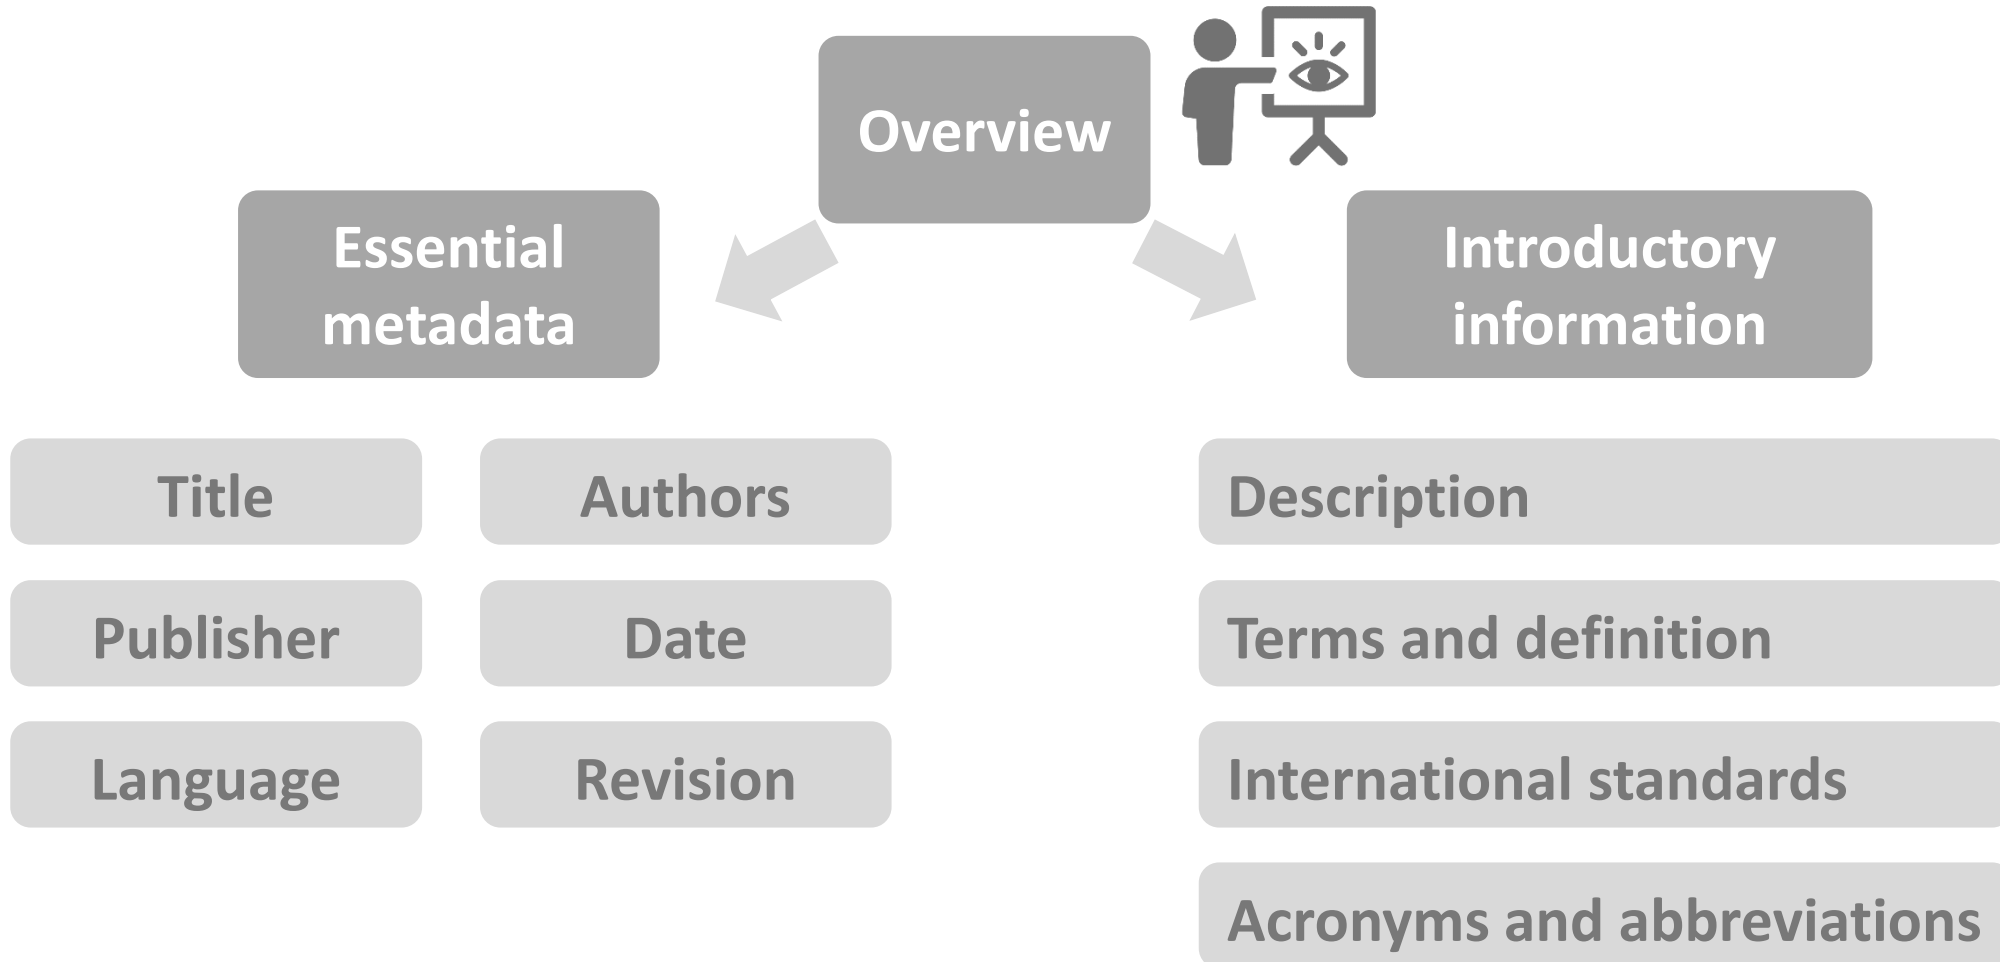 Overview
Essential
metadata
Introductory
information
Title
Authors
Description
Publisher
Date
Terms and definition
Language
Revision
International standards
Acronyms and abbreviations